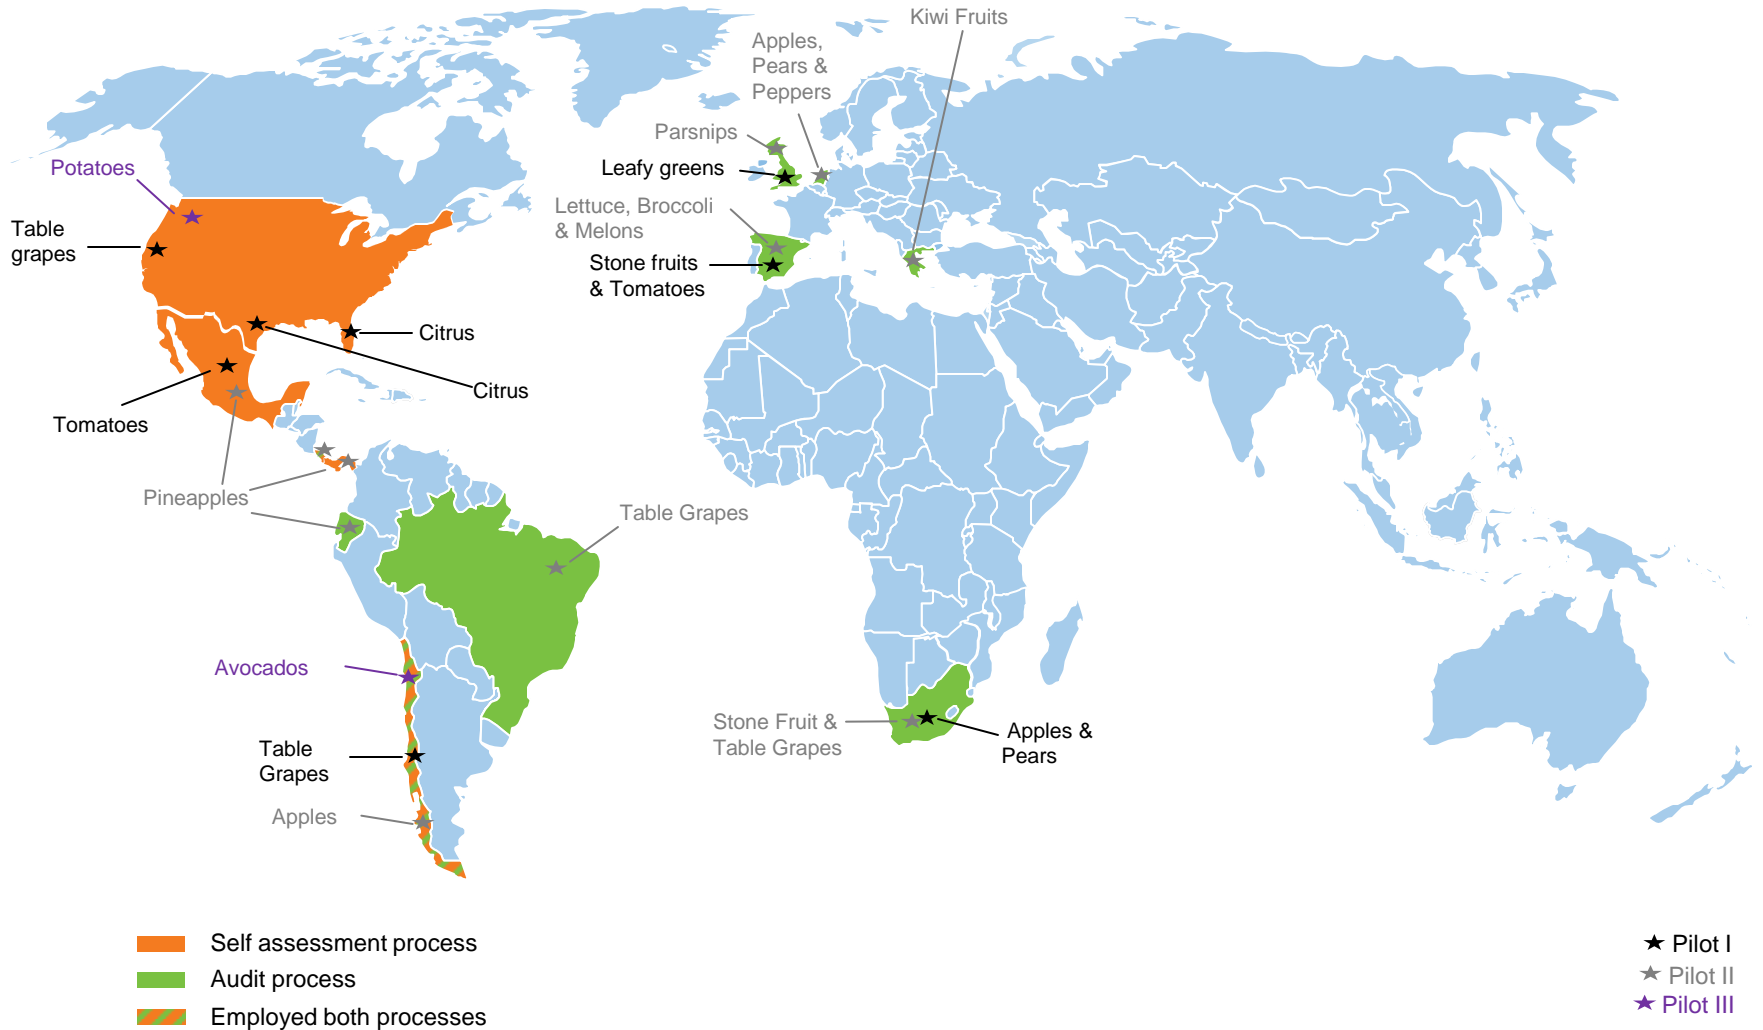 Kiwi Fruits
Apples,
Pears &
Peppers
Parsnips
Leafy greens
Potatoes
Lettuce, Broccoli
& Melons
Table
grapes
Stone fruits
& Tomatoes
Citrus
Citrus
Tomatoes
Pineapples
Table Grapes
Avocados
Stone Fruit &
Table Grapes
Apples &
Pears
Table
Grapes
Apples
Self assessment process
Audit process
Employed both processes
Pilot I
Pilot II
Pilot III